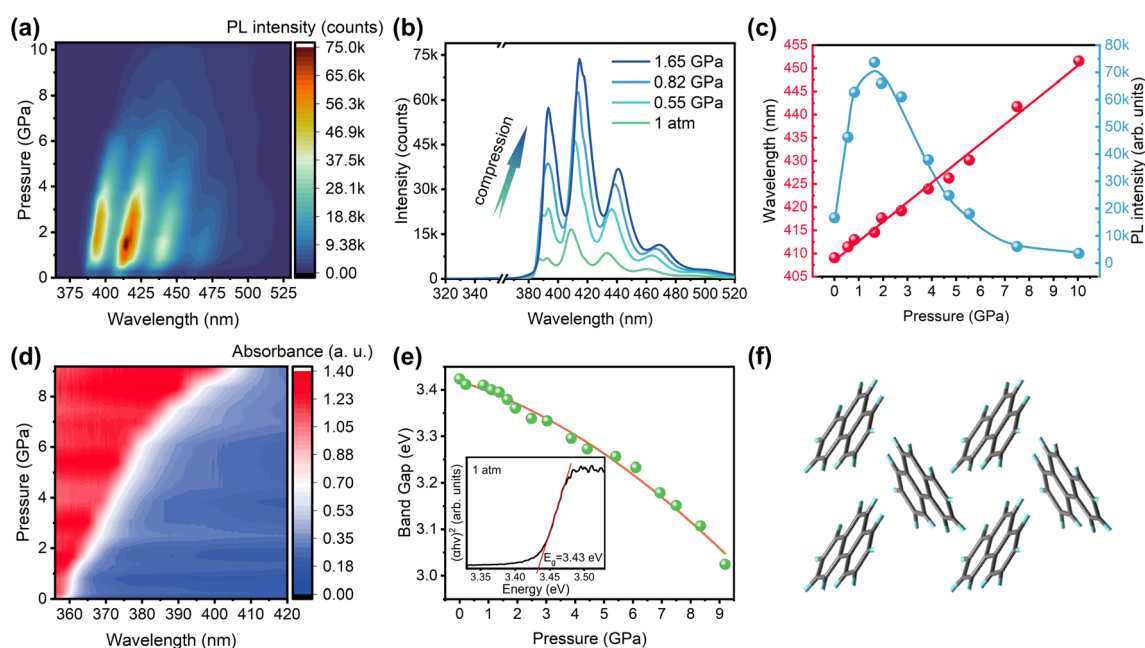 (a)
PL intensity (counts)
10
8
6
4
2
0
Pressure (GPa)
375 400 425 450 475 500 525
Wavelength (nm)
75.0k
65.6k
56.3k
46.9k
37.5k
28.1k
18.8k
9.38k
0.00
(b)
75k
60k
45k
30k
15k
0
Intensity (counts)
compression
1.65 GPa
0.82 GPa
0.55 GPa
1 atm
320 340 380 400 420 440 460 480 500 520
Wavelength (nm)
(c)
455
450
445
440
435
430
425
420
415
410
405
Wavelength (nm)
0 1 2 3 4 5 6 7 8 9 10
Pressure (GPa)
80k
70k
60k
50k
40k
30k
20k
10k
0
PL intensity (arb. units)
(d)
Absorbance (a. u.)
8
6
4
2
0
Pressure (GPa)
360 370 380 390 400 410 420
Wavelength (nm)
1.40
1.20
1.05
0.90
0.75
0.60
0.45
0.30
0.15
0.00
(e)
3.4
3.3
3.2
3.1
3.0
Band Gap (eV)
1 atm
(αhν)² (arb. units)
Eg=3.43 eV
3.35 3.40 3.45 3.50
Energy (eV)
0 1 2 3 4 5 6 7 8 9
Pressure (GPa)
(f)